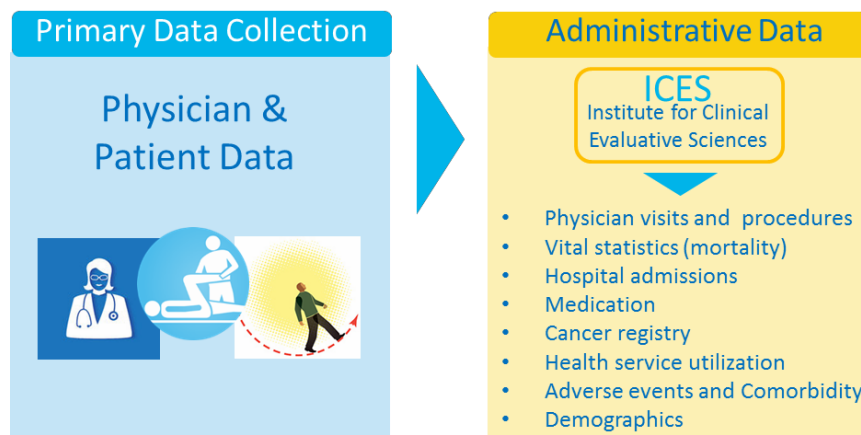 Primary Data Collection
Physician &
Patient Data
Administrative Data
ICES
Institute for Clinical
Evaluative Sciences
• Physician visits and procedures
• Vital statistics (mortality)
• Hospital admissions
• Medication
• Cancer registry
• Health service utilization
• Adverse events and Comorbidity
• Demographics